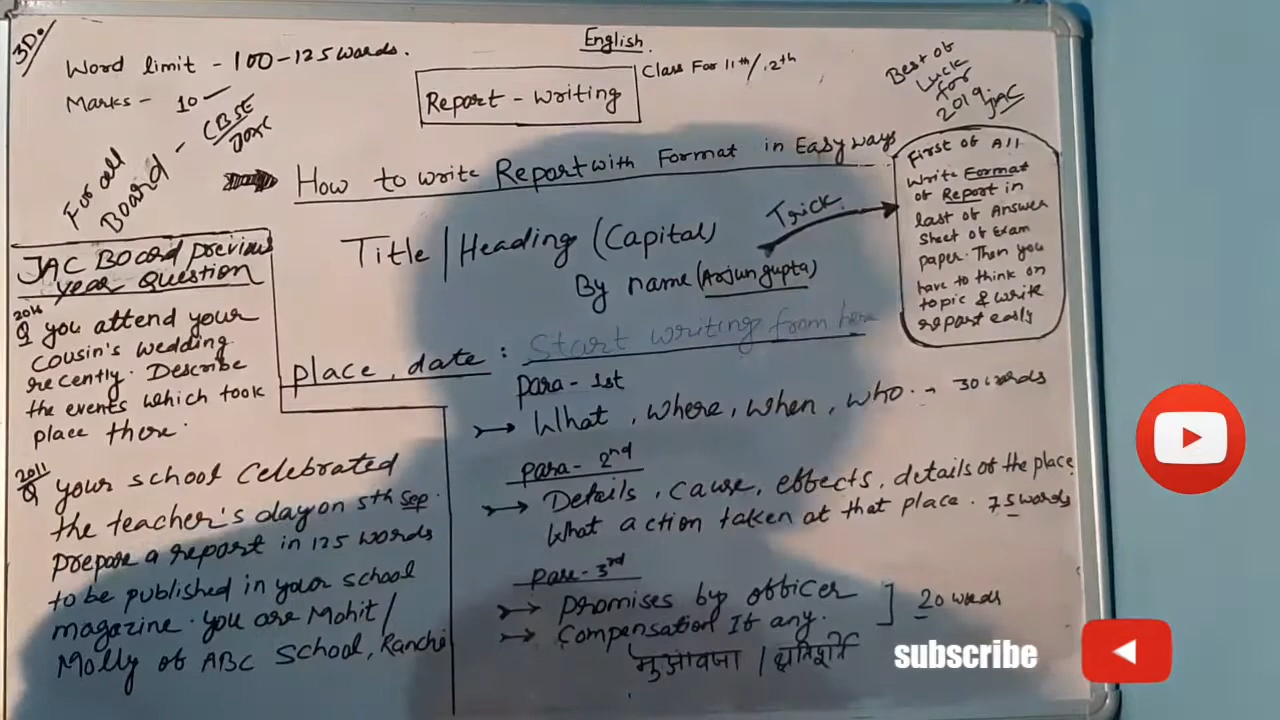 3D.
Word limit - 100-125 words.
Marks - 10
For all
Board - CBSE
JAC
English
Class For 11th/12th
Report - Writing
Best of
Luck
for
2019
JAC
How to write Report with Format in Easy ways
Title | Heading (Capital)
By name (Arjun gupta)
Trick
First of All
Write Format
of Report in
last of Answer
Sheet of Exam
paper. Then you
have to think on
topic & write
report easly
place, date : Start writing from here
para - 1st
What, where, when, who. - 30 words
para - 2nd
Details, cause, effects, details of the place
What action taken at that place. 75 words
para - 3rd
promises by officer
Compensation If any.
20 words
मुआवजा / क्षतिपूर्ति
JAC Board previous
year Question
2016
Q you attend your
cousin's wedding
recently. Describe
the events which took
place there.
2011
Q your school celebrated
the teacher's day on 5th Sep.
prepare a report in 125 words
to be published in your school
magazine. you are Mohit/
Molly of ABC School, Ranchi
subscribe